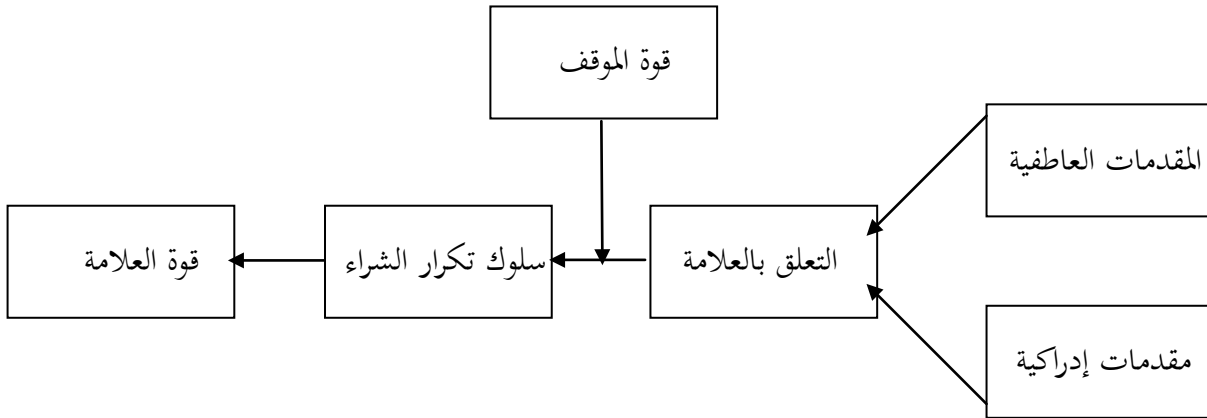 قوة الموقف
المقدمات العاطفية
التعلق بالعلامة
سلوك تكرار الشراء
قوة العلامة
مقدمات إدراكية